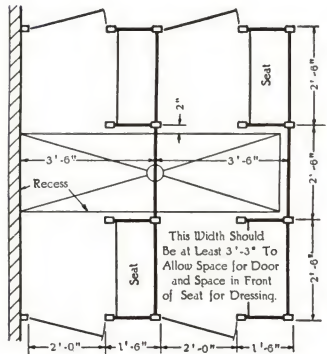 Seat
2'-6"
2"
3'-6"
3'-6"
2'-6"
Recess
This Width Should
Be at Least 3'-3" To
Allow Space for Door
and Space in Front
of Seat for Dressing.
Seat
2'-6"
2'-0"
1'-6"
2'-0"
1'-6"